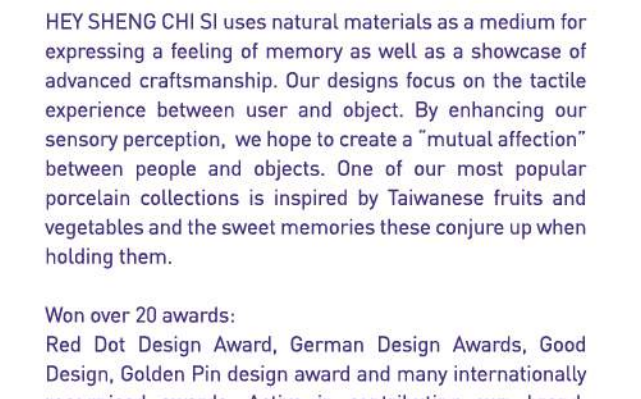 HEY SHENG CHI SI uses natural materials as a medium for
expressing a feeling of memory as well as a showcase of
advanced craftsmanship. Our designs focus on the tactile
experience between user and object. By enhancing our
sensory perception, we hope to create a “mutual affection”
between people and objects. One of our most popular
porcelain collections is inspired by Taiwanese fruits and
vegetables and the sweet memories these conjure up when
holding them.
Won over 20 awards:
Red Dot Design Award, German Design Awards, Good
Design, Golden Pin design award and many internationally